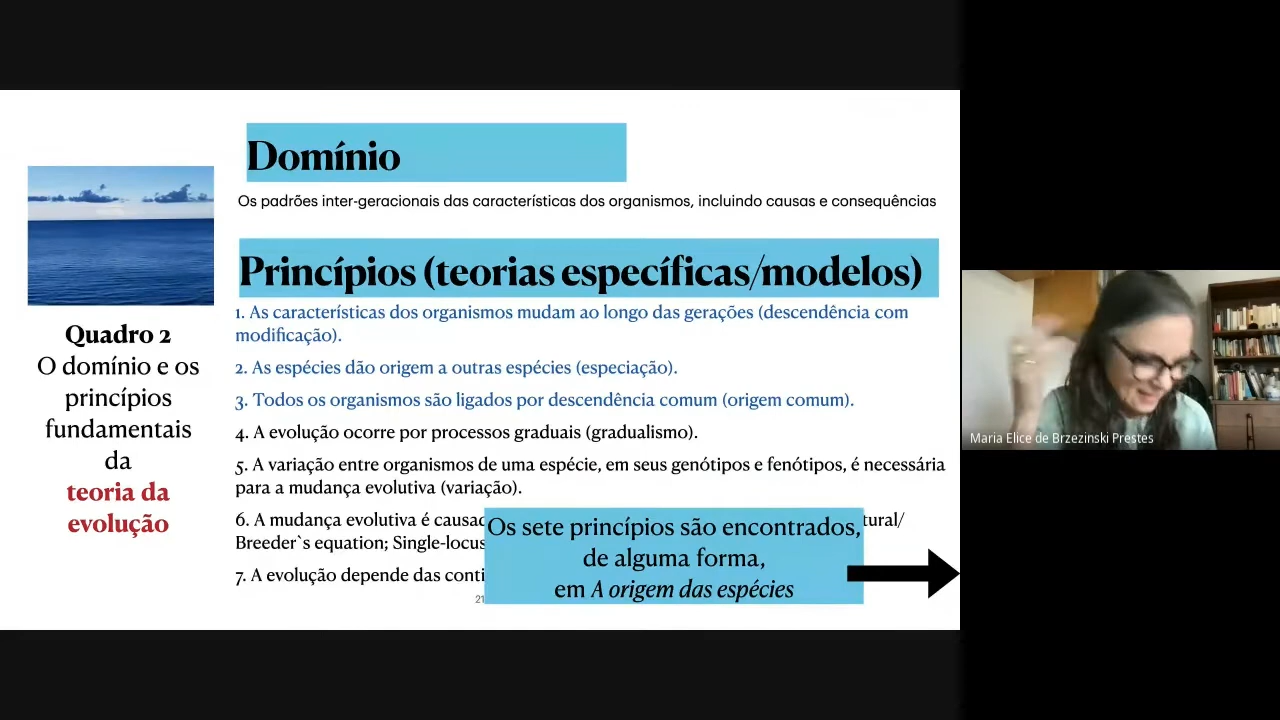 Domínio
Os padrões inter-geracionais das características dos organismos, incluindo causas e consequências
Princípios (teorias específicas/modelos)
1. As características dos organismos mudam ao longo das gerações (descendência com
modificação).
2. As espécies dão origem a outras espécies (especiação).
3. Todos os organismos são ligados por descendência comum (origem comum).
4. A evolução ocorre por processos graduais (gradualismo).
5. A variação entre organismos de uma espécie, em seus genótipos e fenótipos, é necessária
para a mudança evolutiva (variação).
6. A mudança evolutiva é
Breeder`s equation; Single-locus
7. A evolução depende das
Quadro 2
O domínio e os
princípios
fundamentais
da
teoria da
evolução
Os sete princípios são encontrados,
de alguma forma,
em A origem das espécies
21
Maria Elice de Brzezinski Prestes